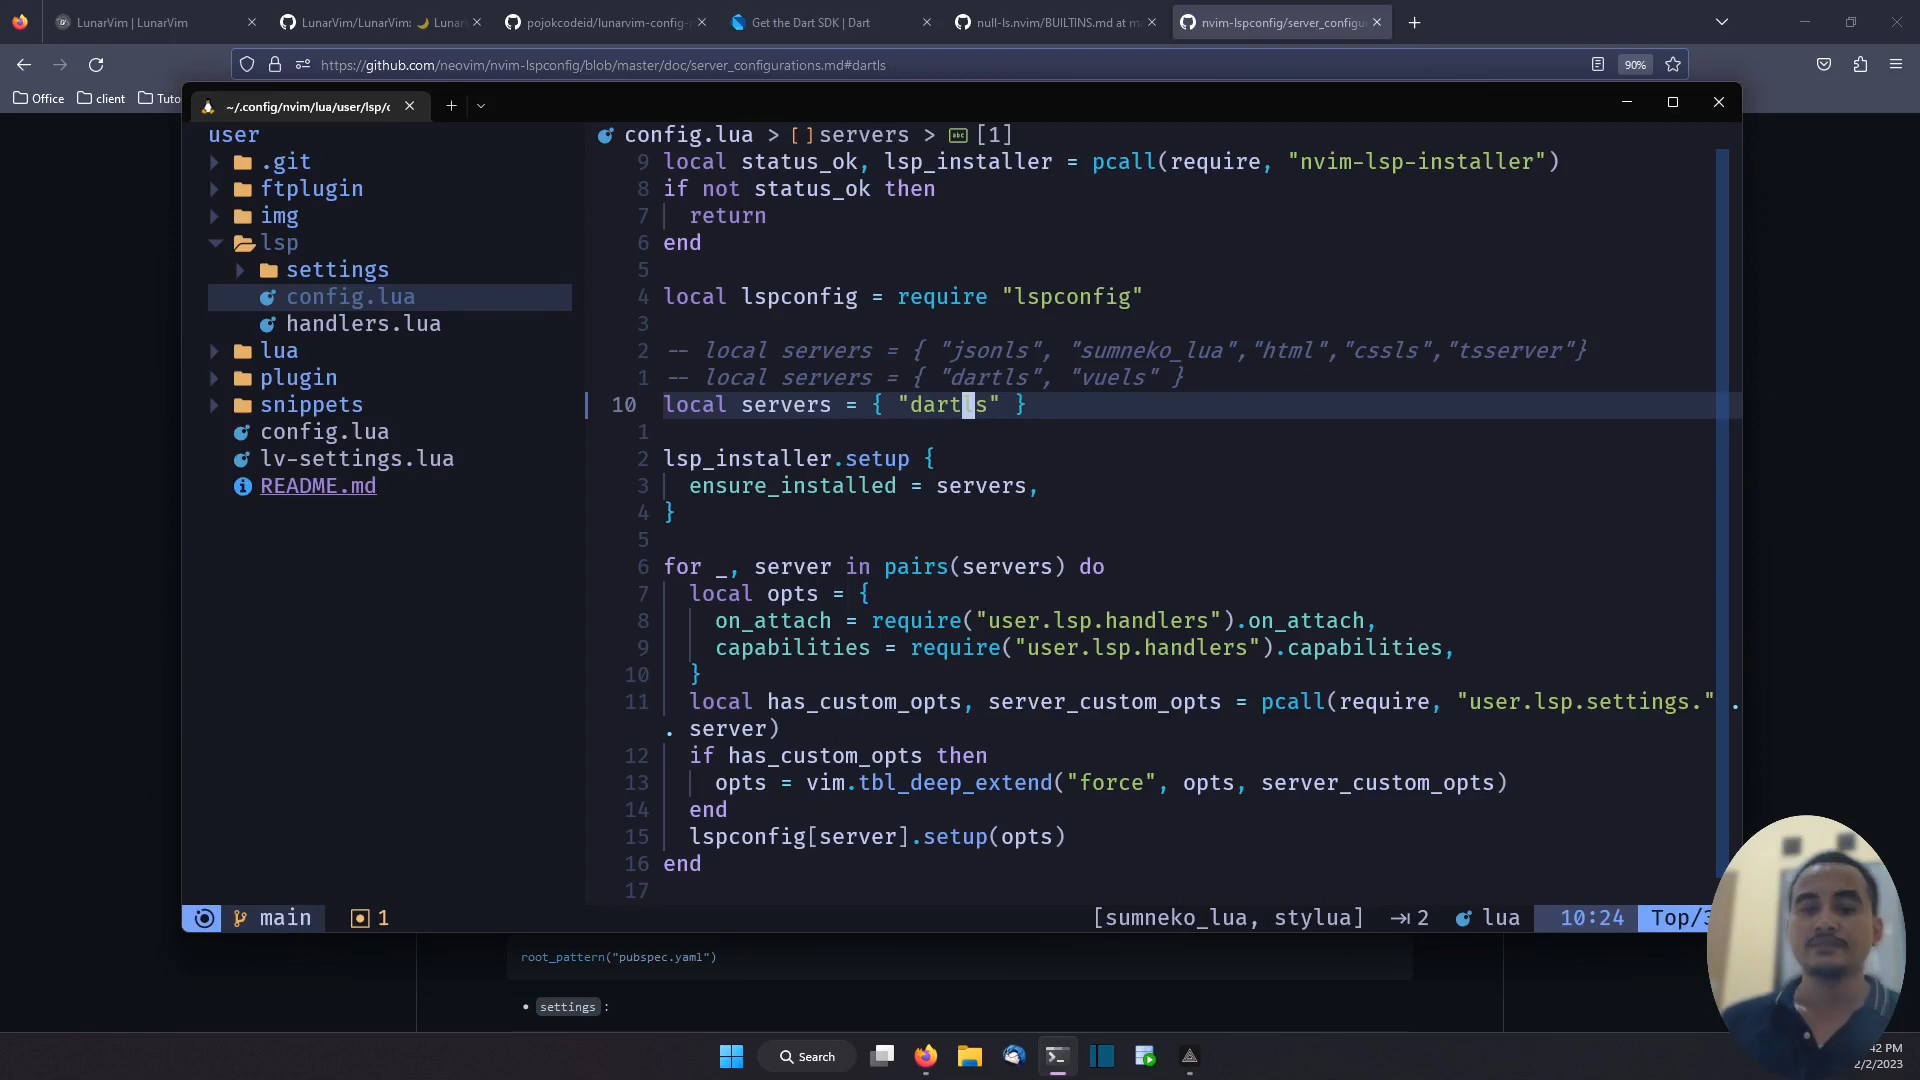 LunarVim | LunarVim
LunarVim/LunarVim: 🌙 Lunar
pojokcodeid/lunarvim-config-
Get the Dart SDK | Dart
null-ls.nvim/BUILTINS.md at m
nvim-lspconfig/server_configu
https://github.com/neovim/nvim-lspconfig/blob/master/doc/server_configurations.md#dartls
90%
Office
client
Tuto
~/.config/nvim/lua/user/lsp/c
user
.git
ftplugin
img
lsp
settings
config.lua
handlers.lua
lua
plugin
snippets
config.lua
lv-settings.lua
README.md
config.lua > []servers > [1]
9 local status_ok, lsp_installer = pcall(require, "nvim-lsp-installer")
8 if not status_ok then
7 return
6 end
5
4 local lspconfig = require "lspconfig"
3
2 -- local servers = { "jsonls", "sumneko_lua","html","cssls","tsserver"}
1 -- local servers = { "dartls", "vuels" }
10 local servers = { "dartls" }
1
2 lsp_installer.setup {
3 ensure_installed = servers,
4 }
5
6 for _, server in pairs(servers) do
7 local opts = {
8 on_attach = require("user.lsp.handlers").on_attach,
9 capabilities = require("user.lsp.handlers").capabilities,
10 }
11 local has_custom_opts, server_custom_opts = pcall(require, "user.lsp.settings." .
. server)
12 if has_custom_opts then
13 opts = vim.tbl_deep_extend("force", opts, server_custom_opts)
14 end
15 lspconfig[server].setup(opts)
16 end
17
main 1 [sumneko_lua, stylua] 2 lua 10:24 Top/3
root_pattern("pubspec.yaml")
• settings :
Search
42 PM
2/2/2023